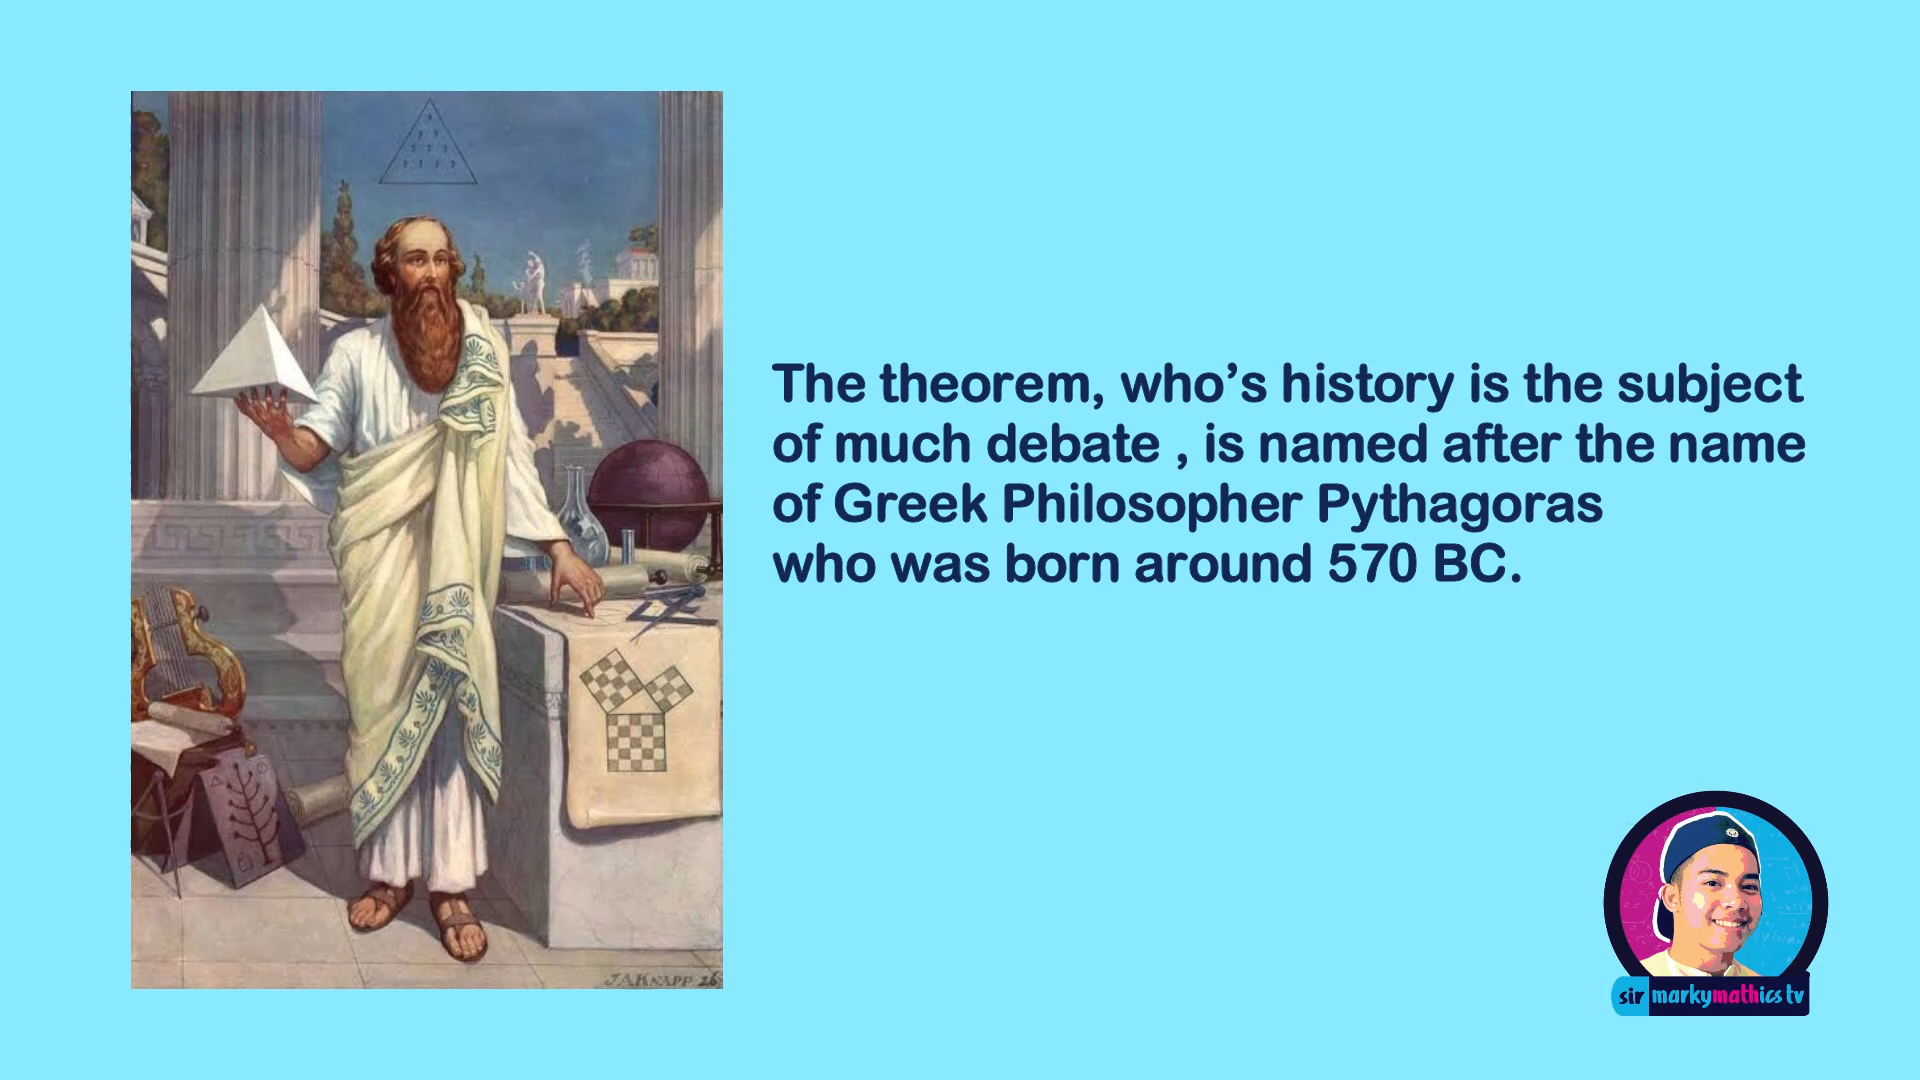 The theorem, who’s history is the subject
of much debate , is named after the name
of Greek Philosopher Pythagoras
who was born around 570 BC.
J.A.KNAPP 26
sir markymathics tv